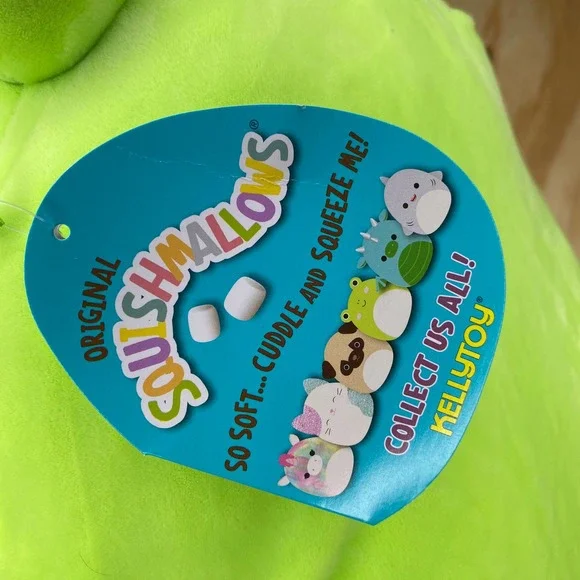 ORIGINAL
SQUISHMALLOWS®
SO SOFT... CUDDLE AND SQUEEZE ME!
COLLECT US ALL!
KELLYTOY®